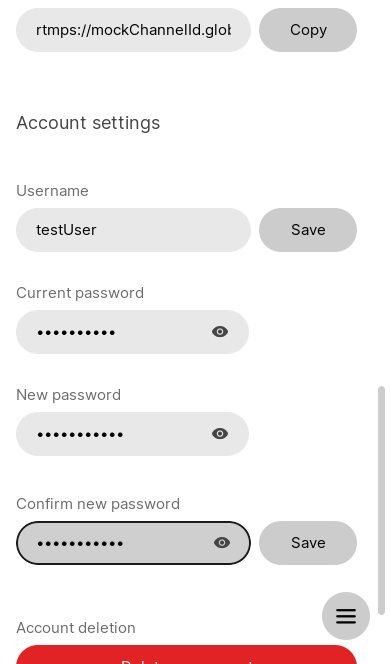 rtmps://mockChannelId.glob
Copy
Account settings
Username
testUser
Save
Current password
••••••••••
New password
•••••••••••
Confirm new password
•••••••••••
Save
Account deletion